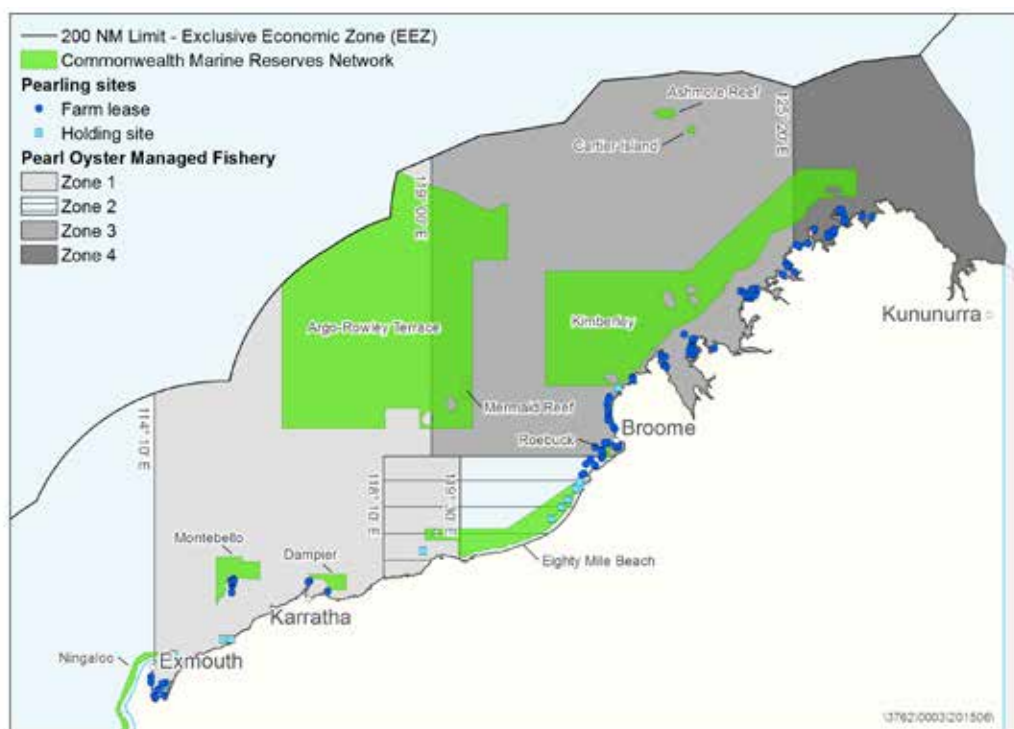 200 NM Limit - Exclusive Economic Zone (EEZ)
Commonwealth Marine Reserves Network
Pearling sites
Farm lease
Holding site
Pearl Oyster Managed Fishery
Zone 1
Zone 2
Zone 3
Zone 4
Ashmore Reef
Cartier Island
125° 20' E
119° 00' E
Argo-Rowley Terrace
Kimberley
Kununurra
Mermaid Reef
114° 10' E
Roebuck
Broome
118° 10' E
119° 30' E
Montebello
Dampier
Eighty Mile Beach
Karratha
Ningaloo
Exmouth
\3762\0003\201506\